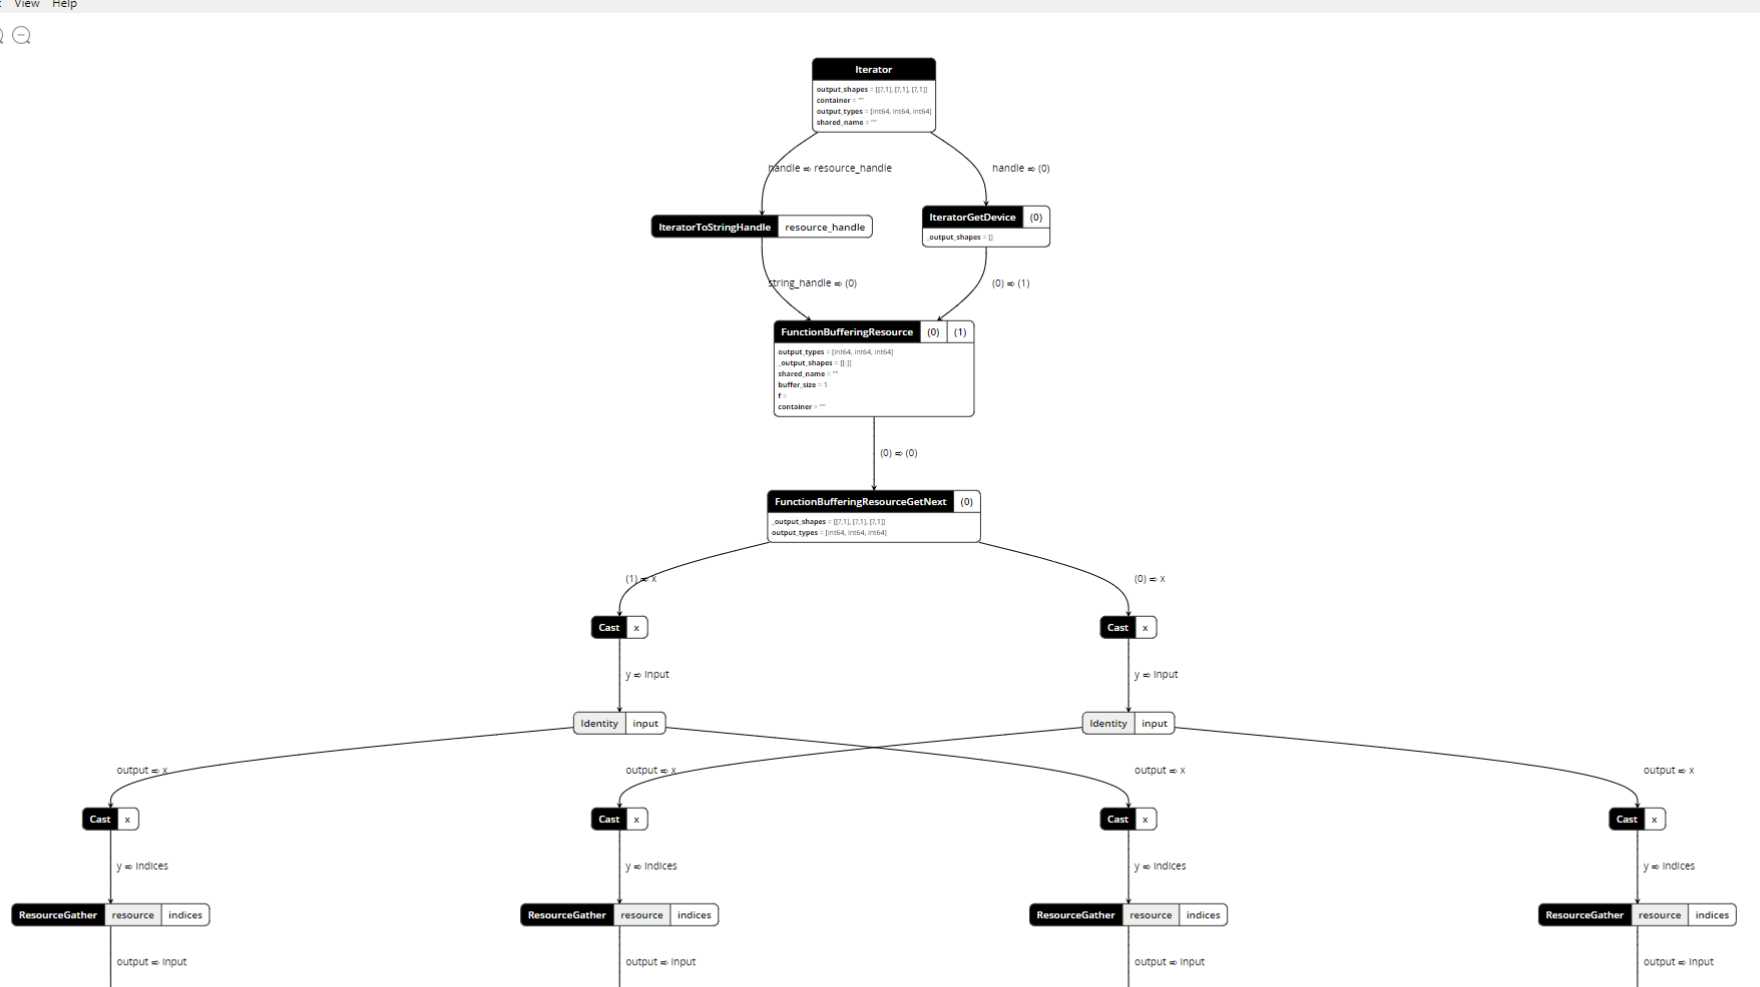 View Help
Iterator
output_shapes = [[?,1], [?,1], [?,1]]
container = ""
output_types = [int64, int64, int64]
shared_name = ""
handle ⇨ resource_handle
handle ⇨ (0)
IteratorToStringHandle resource_handle
IteratorGetDevice (0)
_output_shapes = []
string_handle ⇨ (0)
(0) ⇨ (1)
FunctionBufferingResource (0) (1)
output_types = [int64, int64, int64]
_output_shapes = [[-]]
shared_name = ""
buffer_size = 1
f =
container = ""
(0) ⇨ (0)
FunctionBufferingResourceGetNext (0)
_output_shapes = [[?,1], [?,1], [?,1]]
output_types = [int64, int64, int64]
(1) ⇨ x
(0) ⇨ x
Cast x
Cast x
y ⇨ input
y ⇨ input
Identity input
Identity input
output ⇨ x
output ⇨ x
output ⇨ x
output ⇨ x
Cast x
Cast x
Cast x
Cast x
y ⇨ indices
y ⇨ indices
y ⇨ indices
y ⇨ indices
ResourceGather resource indices
ResourceGather resource indices
ResourceGather resource indices
ResourceGather resource indices
output ⇨ input
output ⇨ input
output ⇨ input
output ⇨ input